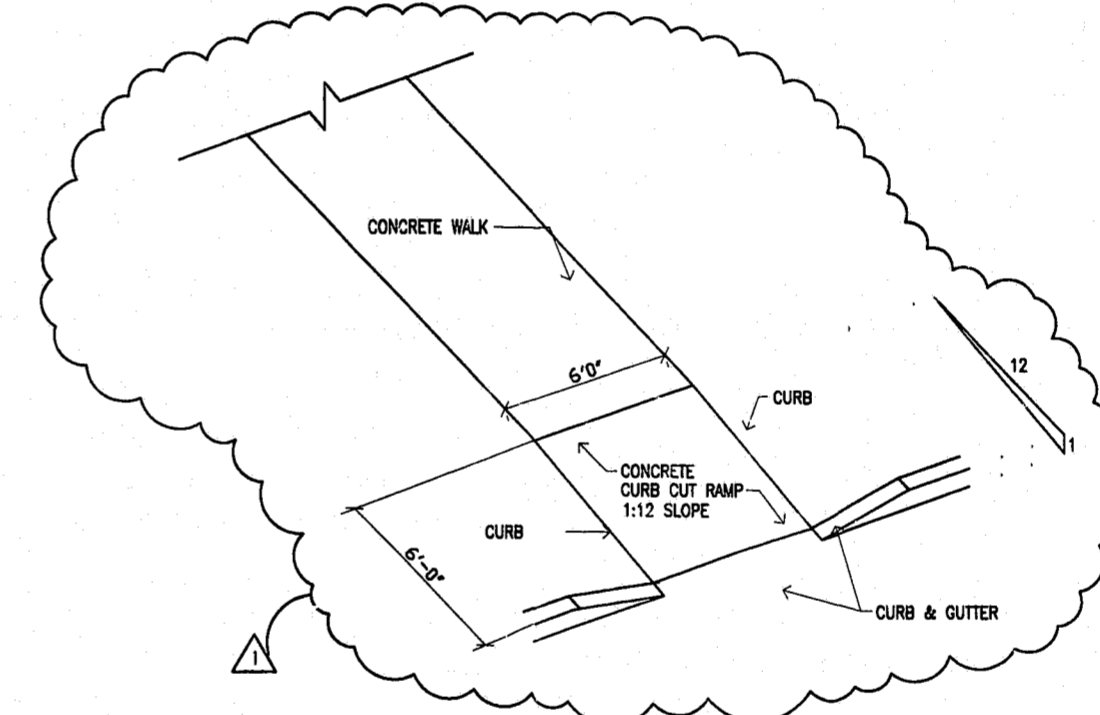 CONCRETE WALK
6'0"
12
1
CURB
CONCRETE
CURB CUT RAMP
1:12 SLOPE
CURB
6'-0"
CURB & GUTTER
1